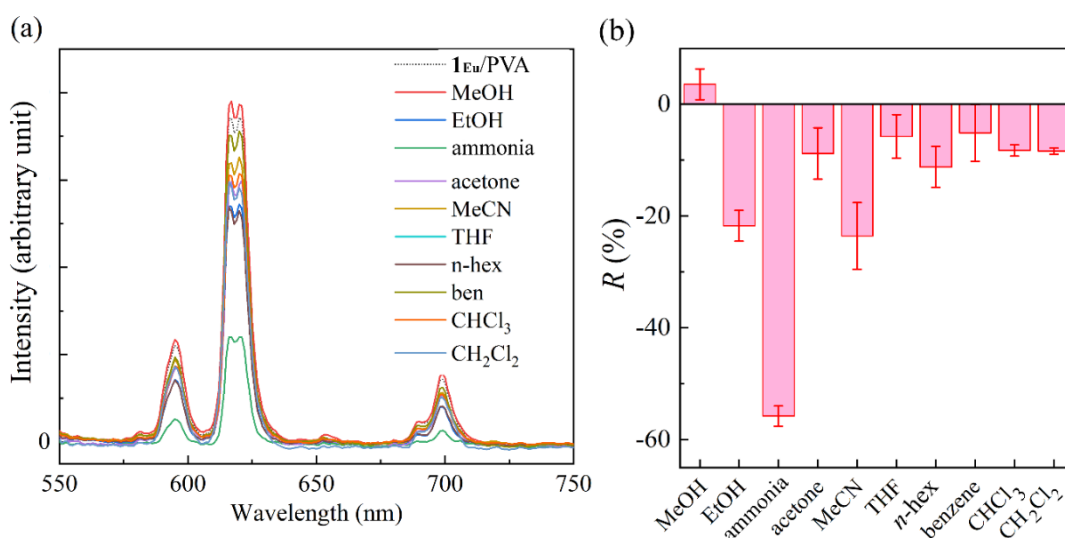 (a)
Intensity (arbitrary unit)
0
550
600
650
700
750
Wavelength (nm)
1Eu/PVA
MeOH
EtOH
ammonia
acetone
MeCN
THF
n-hex
ben
CHCl3
CH2Cl2
(b)
R (%)
0
-20
-40
-60
MeOH
EtOH
ammonia
acetone
MeCN
THF
n-hex
benzene
CHCl3
CH2Cl2